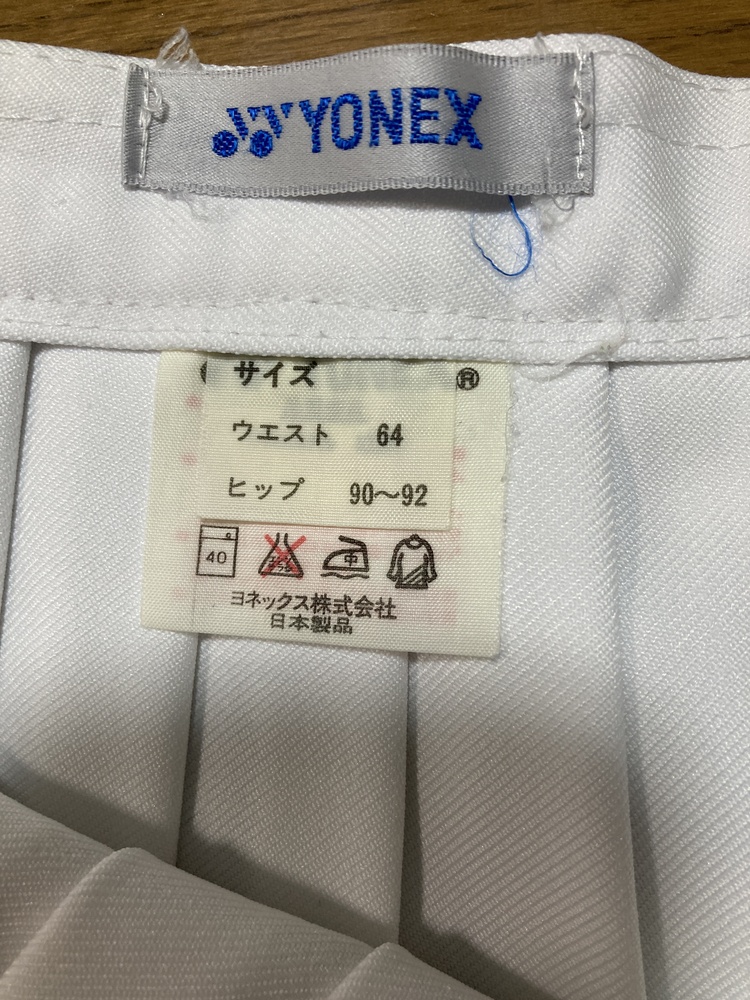 YONEX
サイズ
®
ウエスト 64
ヒップ 90～92
40
中
ヨネックス株式会社
日本製品